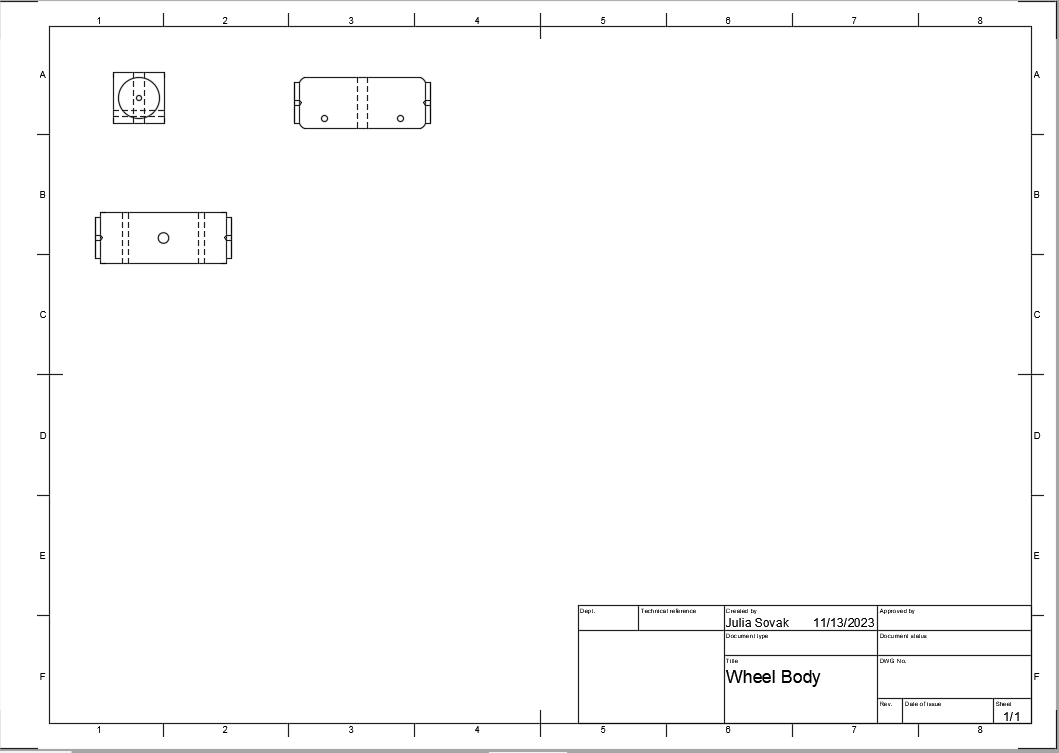 1 2 3 4 5 6 7 8
A A
B B
C C
D D
E E
F F
Dept. Technical reference Created by Approved by
Julia Sovak 11/13/2023
Document type Document status
Title DWG No.
Wheel Body
Rev. Date of issue Sheet
1/1
1 2 3 4 5 6 7 8